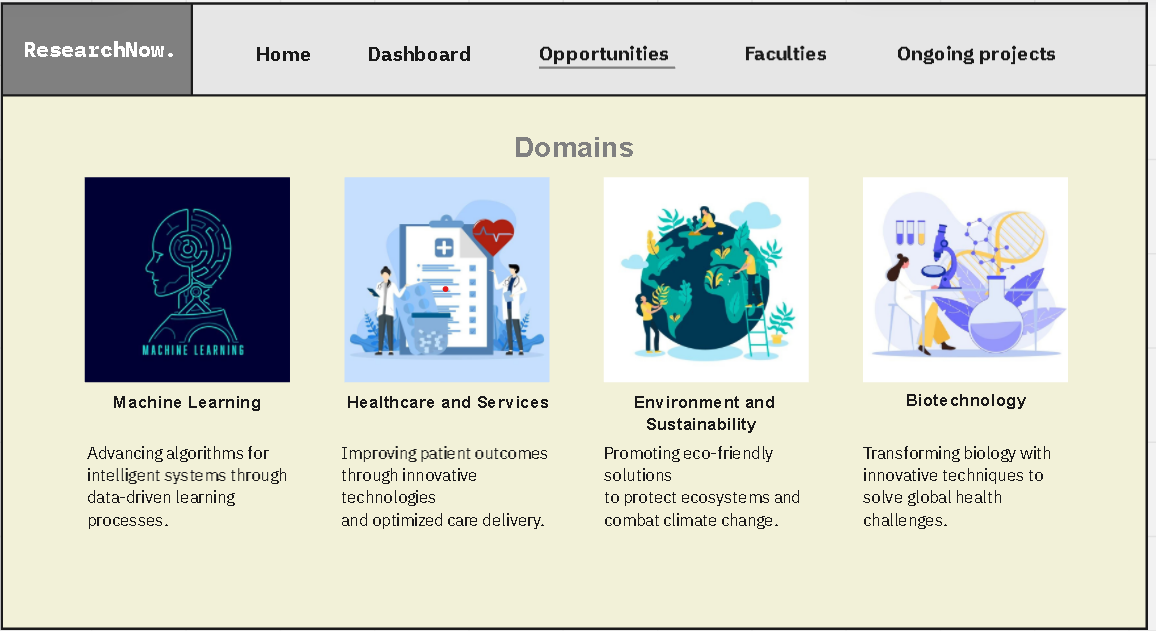 ResearchNow.
Home Dashboard Opportunities Faculties Ongoing projects
Domains
MACHINE LEARNING
Machine Learning
Advancing algorithms for
intelligent systems through
data-driven learning
processes.
Healthcare and Services
Improving patient outcomes
through innovative
technologies
and optimized care delivery.
Environment and
Sustainability
Promoting eco-friendly
solutions
to protect ecosystems and
combat climate change.
Biotechnology
Transforming biology with
innovative techniques to
solve global health
challenges.